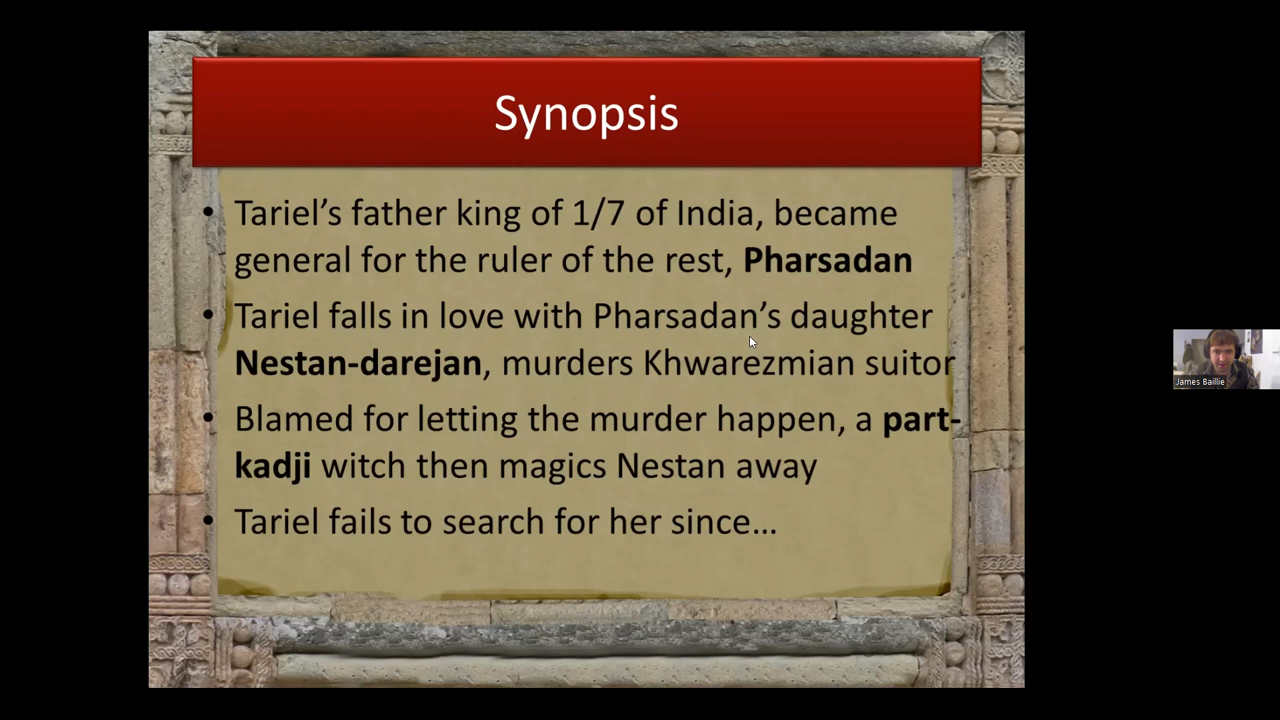 Synopsis
• Tariel’s father king of 1/7 of India, became
general for the ruler of the rest, Pharsadan
• Tariel falls in love with Pharsadan’s daughter
Nestan-darejan, murders Khwarezmian suitor
• Blamed for letting the murder happen, a part-
kadji witch then magics Nestan away
• Tariel fails to search for her since…
James Baillie